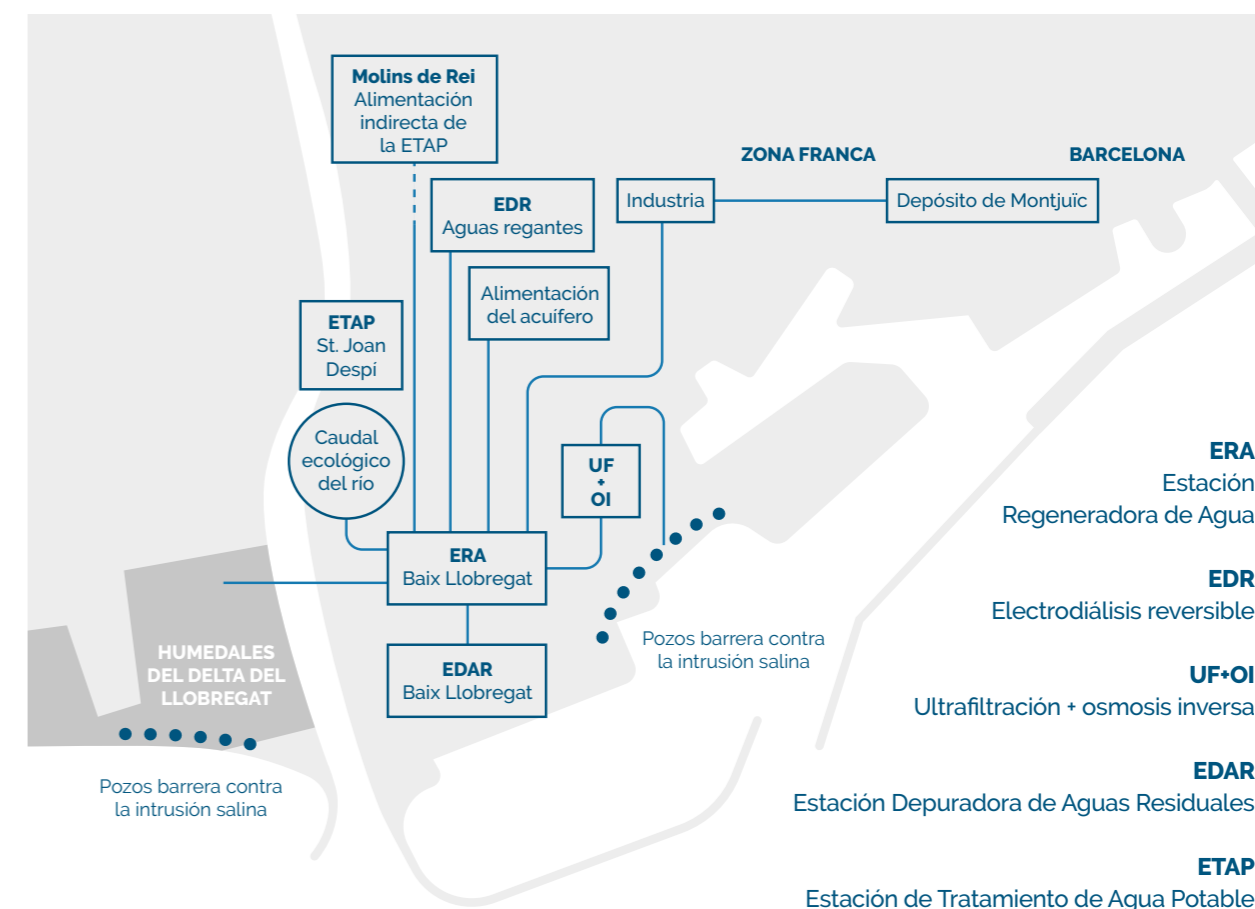 Molins de Rei
Alimentación
indirecta de
la ETAP
ZONA FRANCA
BARCELONA
EDR
Aguas regantes
Industria
Depósito de Montjuïc
Alimentación
del acuífero
ETAP
St. Joan
Despí
Caudal
ecológico
del río
UF
+
OI
ERA
Baix Llobregat
EDAR
Baix Llobregat
Pozos barrera contra
la intrusión salina
HUMEDALES
DEL DELTA DEL
LLOBREGAT
Pozos barrera contra
la intrusión salina
ERA
Estación
Regeneradora de Agua
EDR
Electrodiálisis reversible
UF+OI
Ultrafiltración + osmosis inversa
EDAR
Estación Depuradora de Aguas Residuales
ETAP
Estación de Tratamiento de Agua Potable